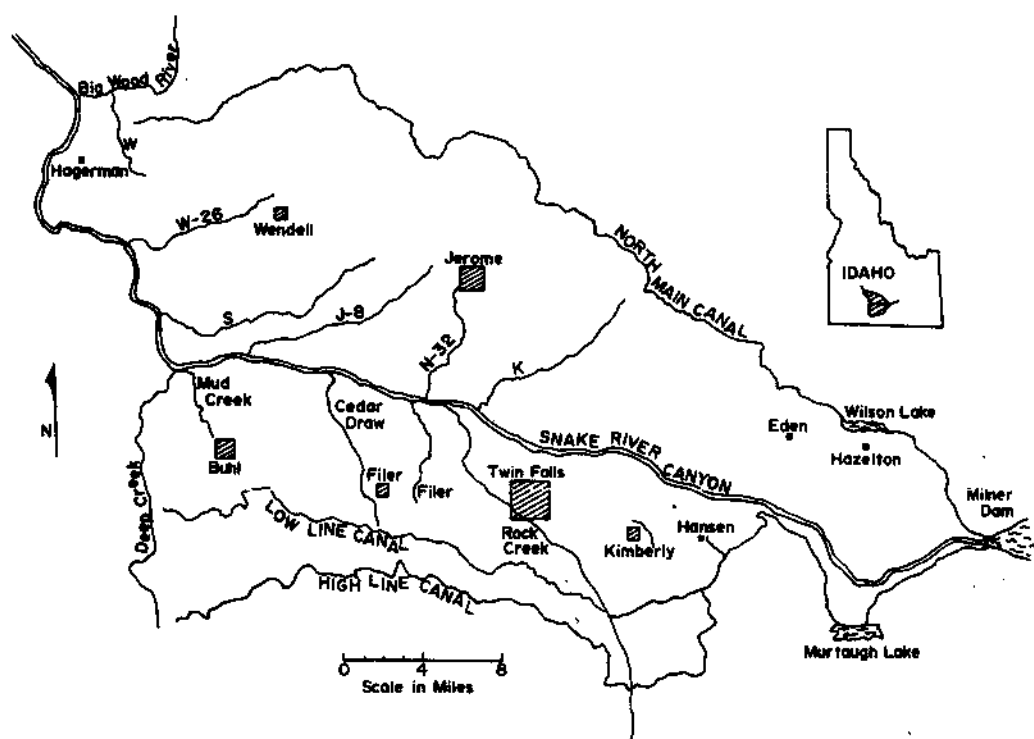 Big Wood River
W
Hagerman
W-26
Wendell
NORTH MAIN CANAL
IDAHO
Jerome
S
J-8
N-32
K
N
Mud
Creek
Cedar
Draw
Wilson Lake
Eden
Hazelton
SNAKE RIVER CANYON
Buhl
Filer
Filer
Twin Falls
Milner
Dam
Deep Creek
LOW LINE CANAL
Rock
Creek
Kimberly
Hansen
HIGH LINE CANAL
Murtaugh Lake
0 4 8
Scale in Miles